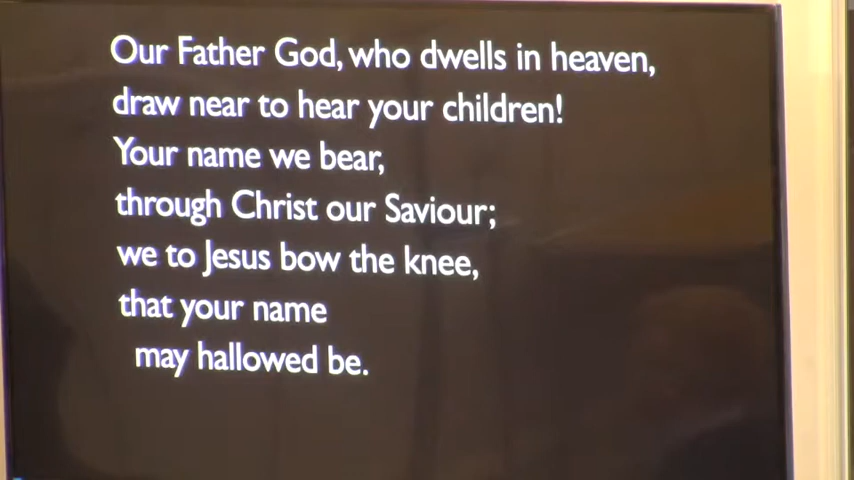 Our Father God, who dwells in heaven,
draw near to hear your children!
Your name we bear,
through Christ our Saviour;
we to Jesus bow the knee,
that your name
may hallowed be.